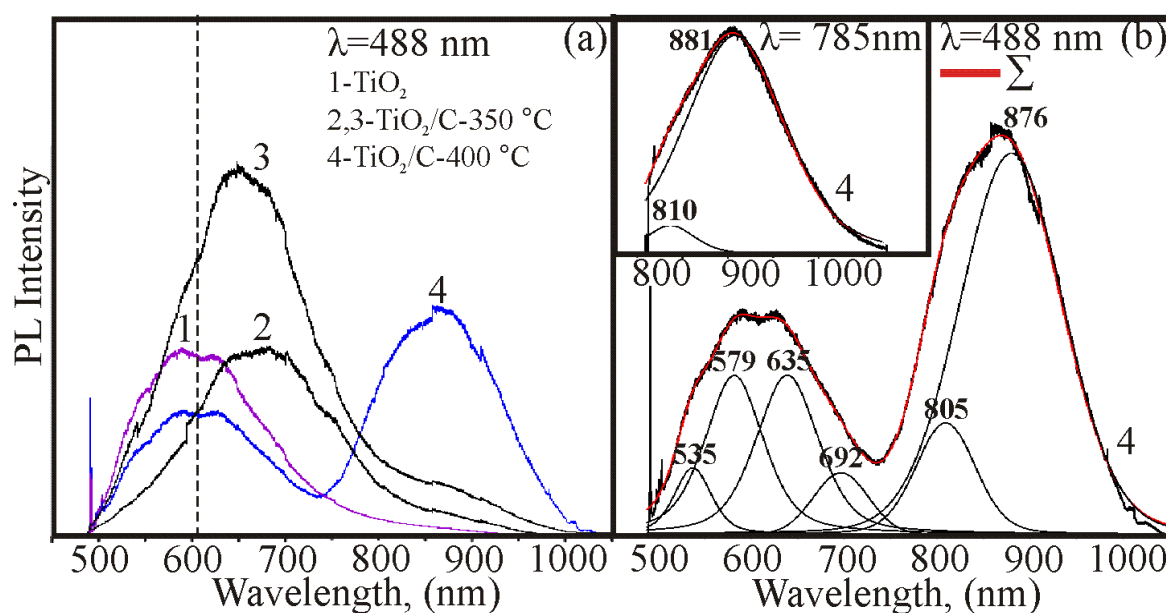 λ=488 nm
(a)
1-TiO₂
2,3-TiO₂/C-350 °C
4-TiO₂/C-400 °C
3
1
2
4
PL Intensity
500 600 700 800 900 1000
Wavelength, (nm)
881
λ= 785nm
4
810
800 900 1000
λ=488 nm
(b)
Σ
876
579
635
535
692
805
4
500 600 700 800 900 1000
Wavelength, (nm)